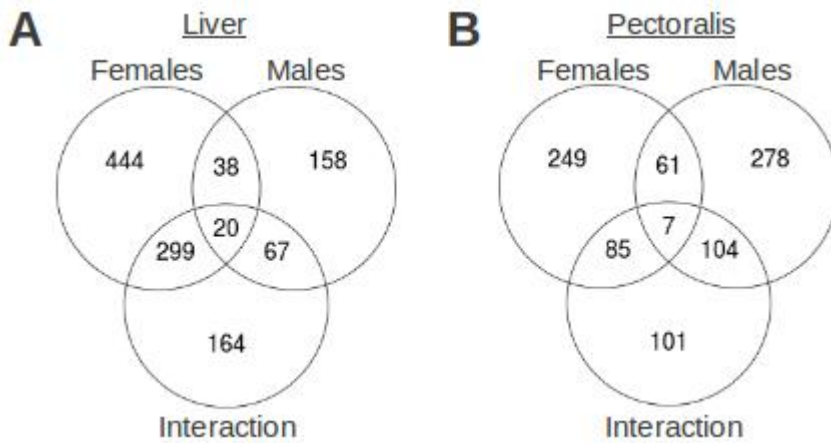 A Liver
Females Males
444 38 158
20
299 67
164
Interaction
B Pectoralis
Females Males
249 61 278
7
85 104
101
Interaction